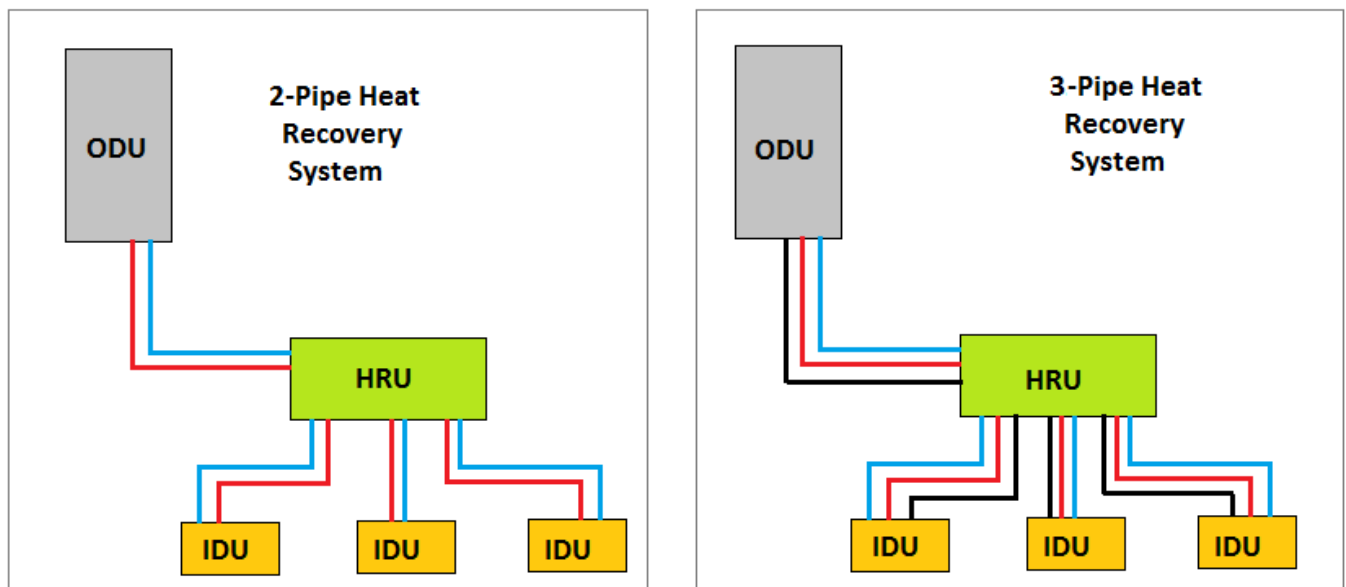 2-Pipe Heat
Recovery
System
ODU
HRU
IDU
IDU
IDU
3-Pipe Heat
Recovery
System
ODU
HRU
IDU
IDU
IDU